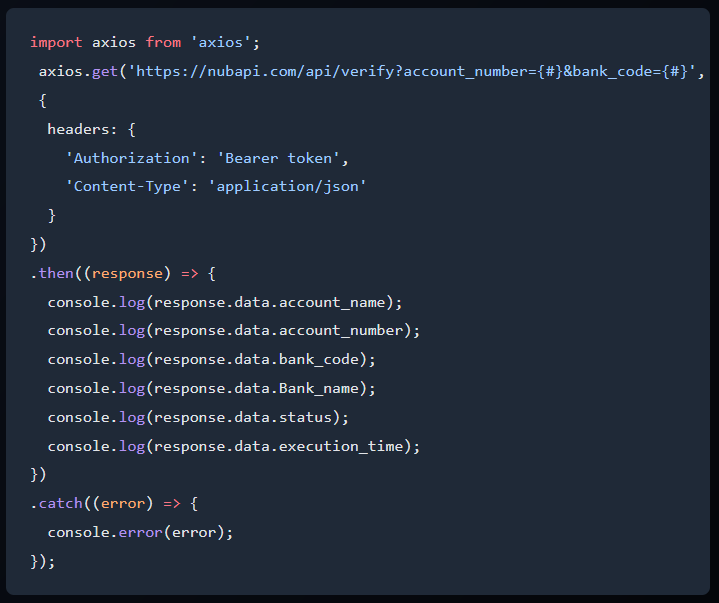 import axios from 'axios';
 axios.get('https://nubapi.com/api/verify?account_number={#}&bank_code={#}',
 {
  headers: {
    'Authorization': 'Bearer token',
    'Content-Type': 'application/json'
  }
})
.then((response) => {
  console.log(response.data.account_name);
  console.log(response.data.account_number);
  console.log(response.data.bank_code);
  console.log(response.data.Bank_name);
  console.log(response.data.status);
  console.log(response.data.execution_time);
})
.catch((error) => {
  console.error(error);
});